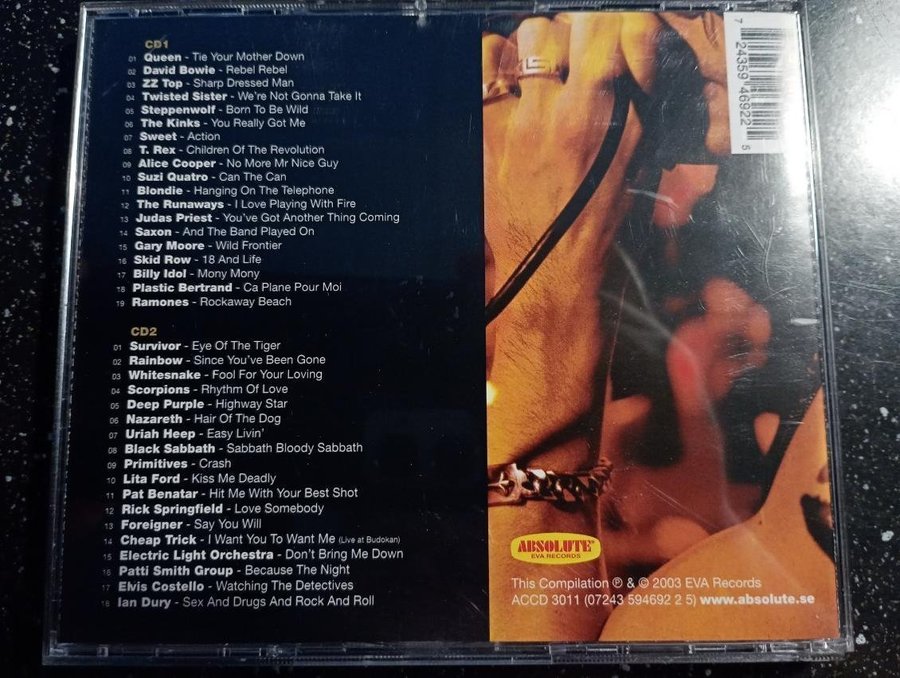 CD1
01 Queen - Tie Your Mother Down
02 David Bowie - Rebel Rebel
03 ZZ Top - Sharp Dressed Man
04 Twisted Sister - We're Not Gonna Take It
05 Steppenwolf - Born To Be Wild
06 The Kinks - You Really Got Me
07 Sweet - Action
08 T. Rex - Children Of The Revolution
09 Alice Cooper - No More Mr Nice Guy
10 Suzi Quatro - Can The Can
11 Blondie - Hanging On The Telephone
12 The Runaways - I Love Playing With Fire
13 Judas Priest - You've Got Another Thing Coming
14 Saxon - And The Band Played On
15 Gary Moore - Wild Frontier
16 Skid Row - 18 And Life
17 Billy Idol - Mony Mony
18 Plastic Bertrand - Ca Plane Pour Moi
19 Ramones - Rockaway Beach
CD2
01 Survivor - Eye Of The Tiger
02 Rainbow - Since You've Been Gone
03 Whitesnake - Fool For Your Loving
04 Scorpions - Rhythm Of Love
05 Deep Purple - Highway Star
06 Nazareth - Hair Of The Dog
07 Uriah Heep - Easy Livin'
08 Black Sabbath - Sabbath Bloody Sabbath
09 Primitives - Crash
10 Lita Ford - Kiss Me Deadly
11 Pat Benatar - Hit Me With Your Best Shot
12 Rick Springfield - Love Somebody
13 Foreigner - Say You Will
14 Cheap Trick - I Want You To Want Me (Live at Budokan)
15 Electric Light Orchestra - Don't Bring Me Down
16 Patti Smith Group - Because The Night
17 Elvis Costello - Watching The Detectives
18 Ian Dury - Sex And Drugs And Rock And Roll
7 24359 46922 5
ABSOLUTE
EVA RECORDS
This Compilation ℗ & © 2003 EVA Records
ACCD 3011 (07243 594692 2 5) www.absolute.se